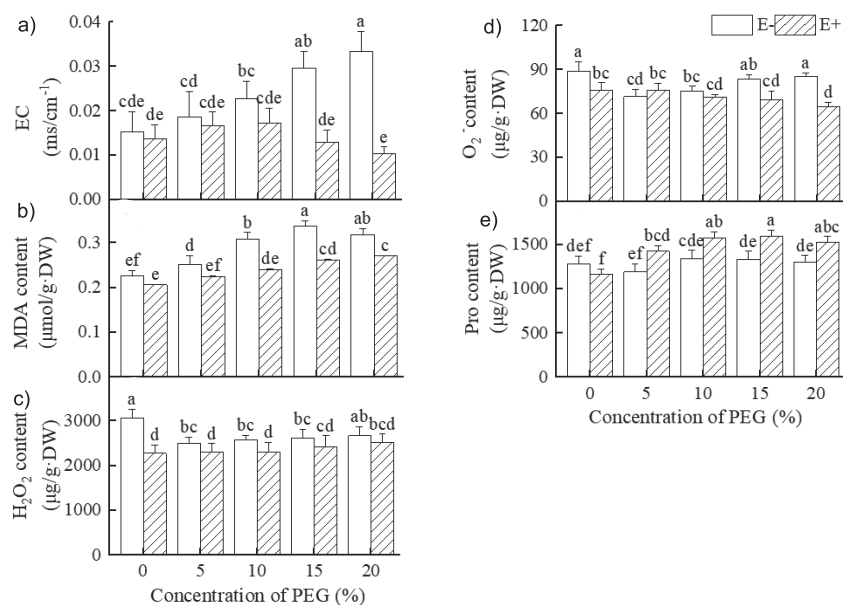 a)
0.04
0.03
0.02
0.01
0.00
EC
(ms/cm⁻¹)
cde de cd cde bc cde ab de a e
b)
0.3
0.2
0.1
0.0
MDA content
(μmol/g·DW)
ef e d ef b de a cd ab c
c)
3000
2000
1000
0
H₂O₂ content
(μg/g·DW)
a d bc d bc d bc cd ab bcd
0 5 10 15 20
Concentration of PEG (%)
d)
E- E+
120
90
60
30
0
O₂⁻ content
(μg/g·DW)
a bc cd bc bc cd ab cd a d
e)
1500
1000
500
0
Pro content
(μg/g·DW)
def f ef bcd cde ab de a de abc
0 5 10 15 20
Concentration of PEG (%)